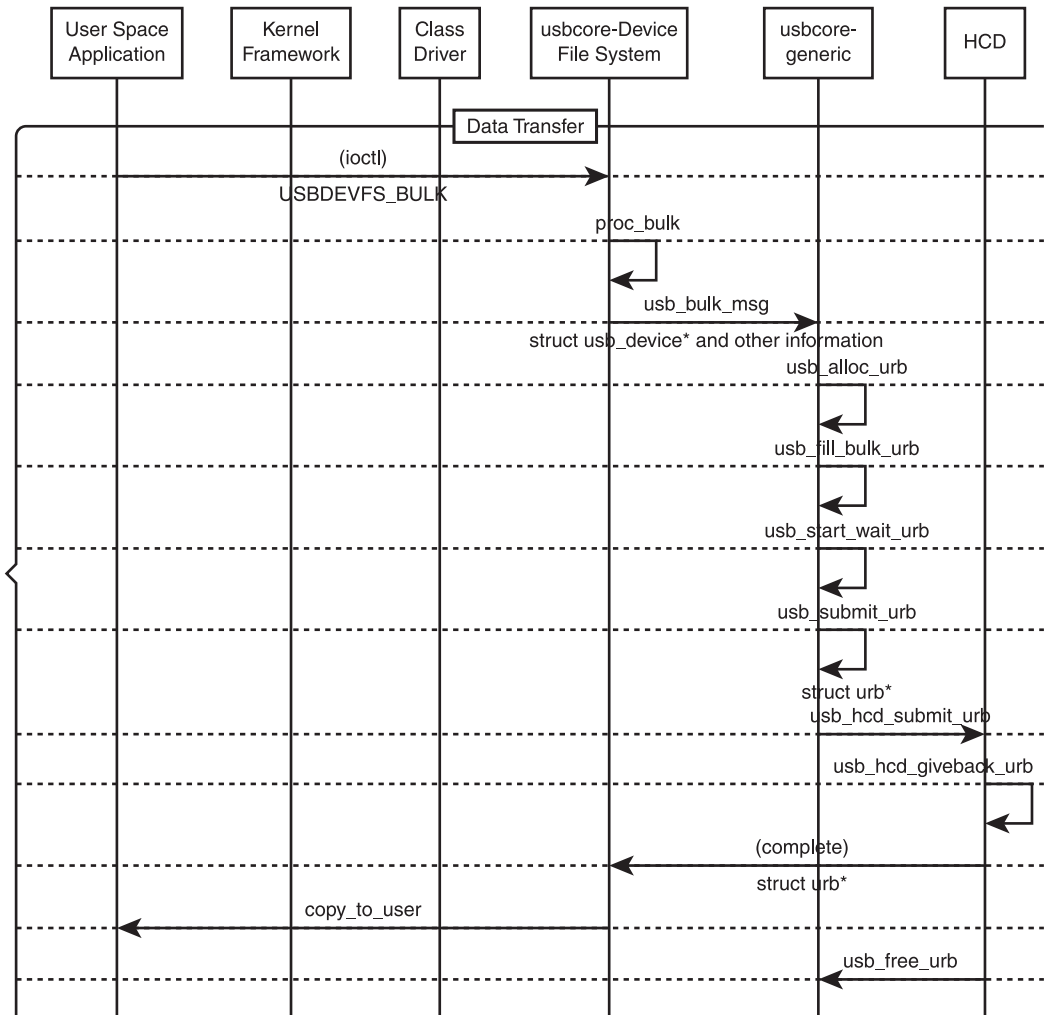 User Space
Application
Kernel
Framework
Class
Driver
usbcore-Device
File System
usbcore-
generic
HCD
Data Transfer
(ioctl)
USBDEVFS_BULK
proc_bulk
usb_bulk_msg
struct usb_device* and other information
usb_alloc_urb
usb_fill_bulk_urb
usb_start_wait_urb
usb_submit_urb
struct urb*
usb_hcd_submit_urb
usb_hcd_giveback_urb
(complete)
struct urb*
copy_to_user
usb_free_urb